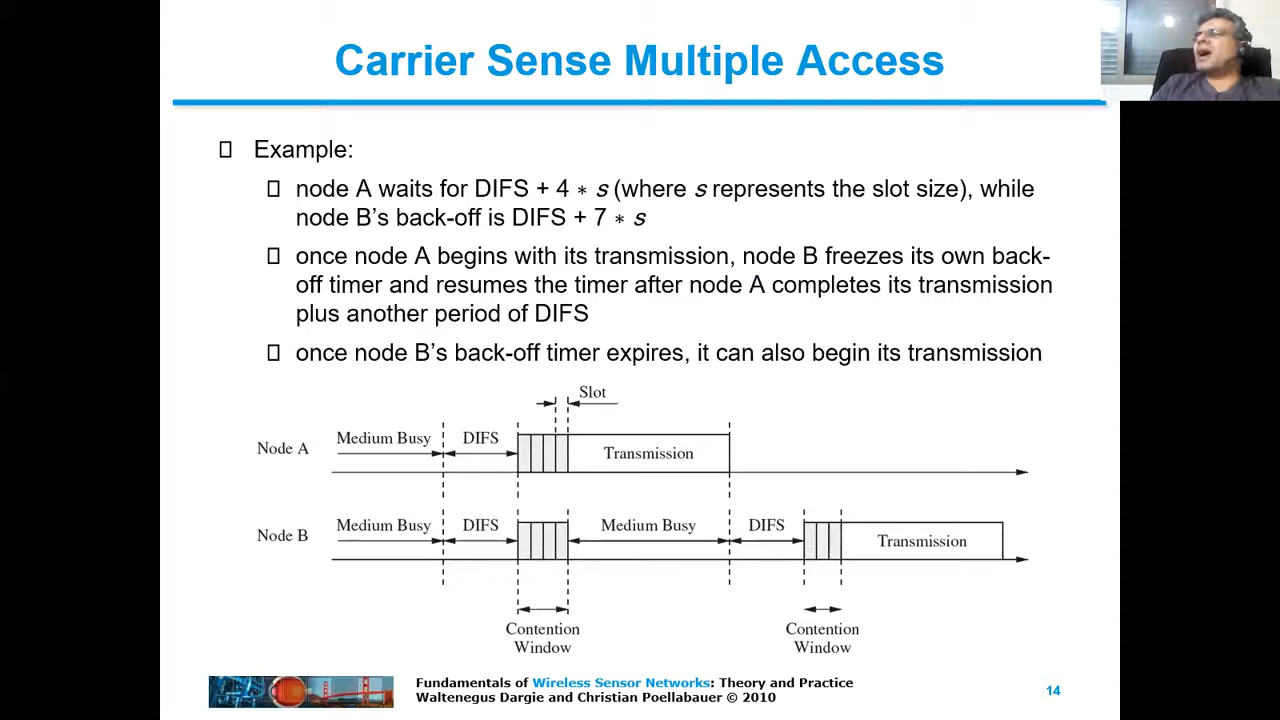 Carrier Sense Multiple Access
Example:
node A waits for DIFS + 4 ∗ s (where s represents the slot size), while
node B’s back-off is DIFS + 7 ∗ s
once node A begins with its transmission, node B freezes its own back-
off timer and resumes the timer after node A completes its transmission
plus another period of DIFS
once node B’s back-off timer expires, it can also begin its transmission
Slot
Node A
Medium Busy
DIFS
Transmission
Node B
Medium Busy
DIFS
Medium Busy
DIFS
Transmission
Contention
Window
Contention
Window
Fundamentals of Wireless Sensor Networks: Theory and Practice
Waltenegus Dargie and Christian Poellabauer © 2010
14